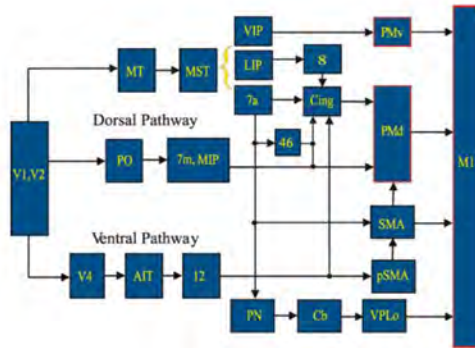 VIP
PMv
LIP
8
MT
MST
7a
Cing
Dorsal Pathway
PMd
46
M1
V1,V2
PO
7m, MIP
SMA
Ventral Pathway
V4
AIT
12
pSMA
PN
Cb
VPLo